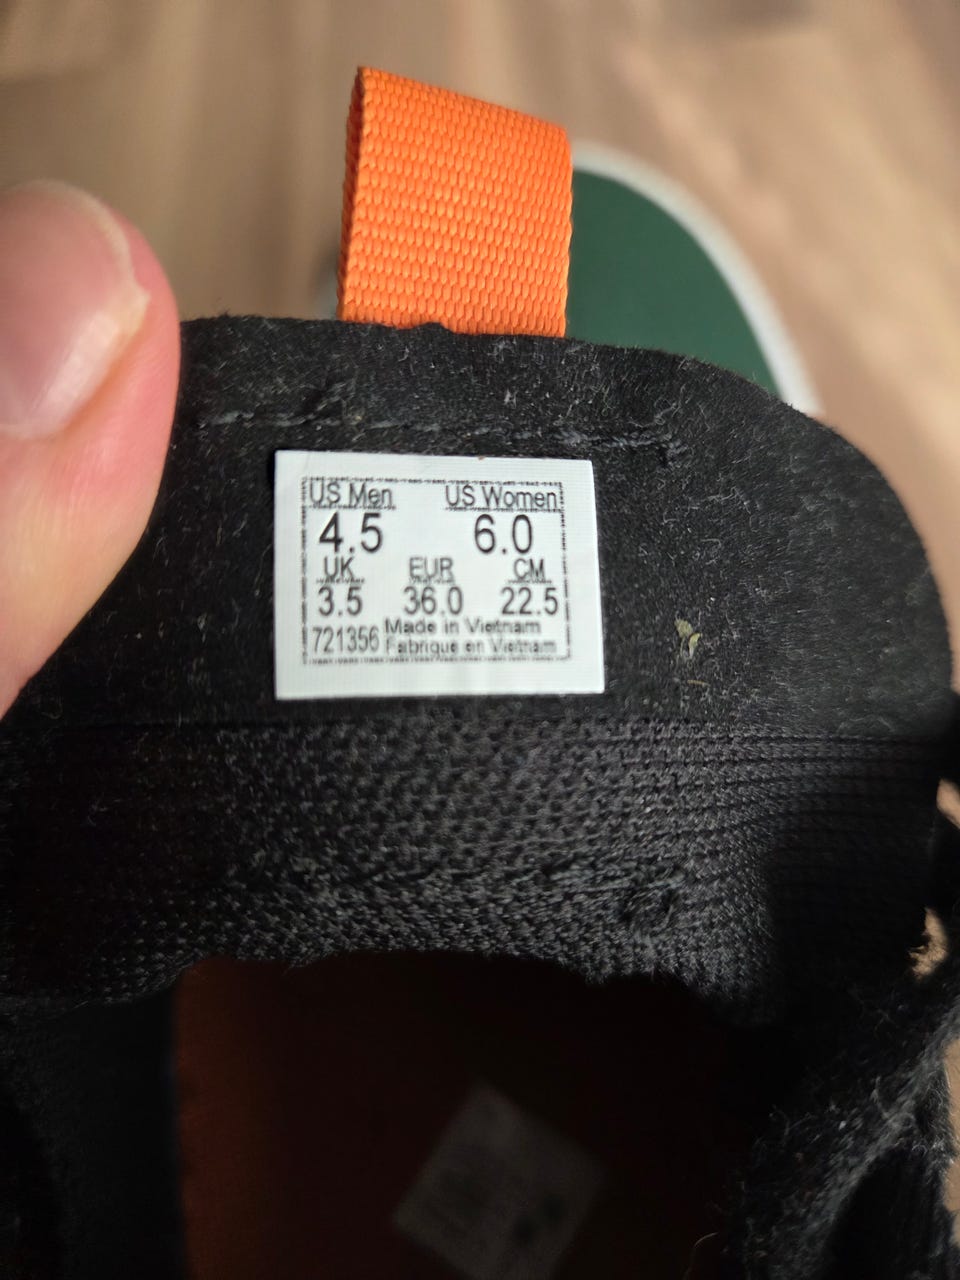 US Men US Women
4.5 6.0
UK EUR CM
3.5 36.0 22.5
721356 Made in Vietnam
Fabrique en Vietnam